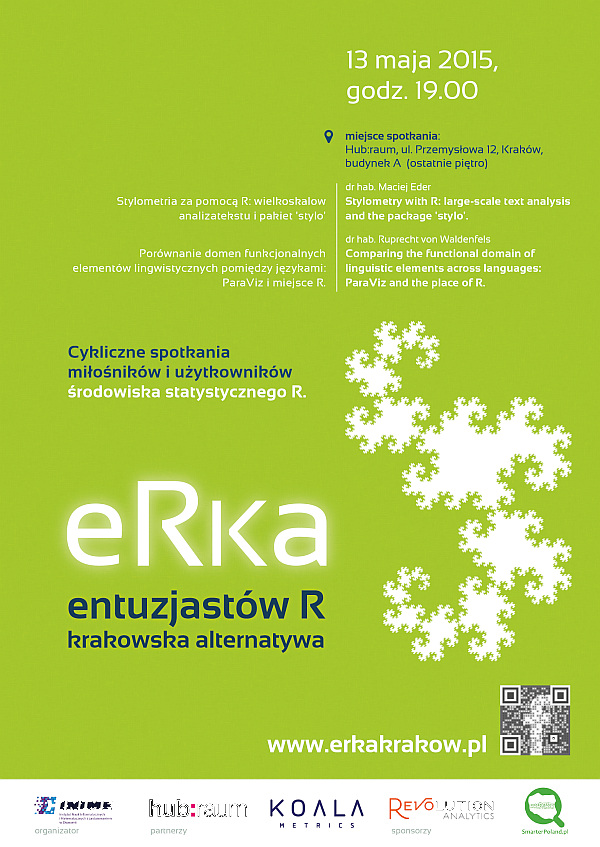 13 maja 2015,
godz. 19.00
miejsce spotkania:
Hub:raum, ul. Przemysłowa 12, Kraków,
budynek A (ostatnie piętro)
Stylometria za pomocą R: wielkoskalow
analizatekstu i pakiet 'stylo'
dr hab. Maciej Eder
Stylometry with R: large-scale text analysis
and the package 'stylo'.
Porównanie domen funkcjonalnych
elementów lingwistycznych pomiędzy językami:
ParaViz i miejsce R.
dr hab. Ruprecht von Waldenfels
Comparing the functional domain of
linguistic elements across languages:
ParaViz and the place of R.
Cykliczne spotkania
miłośników i użytkowników
środowiska statystycznego R.
eRka
entuzjastów R
krakowska alternatywa
www.erkakrakow.pl
organizator
hub:raum
partnerzy
KOALA
METRICS
REVOLUTION
ANALYTICS
sponsorzy
SmarterPoland.pl